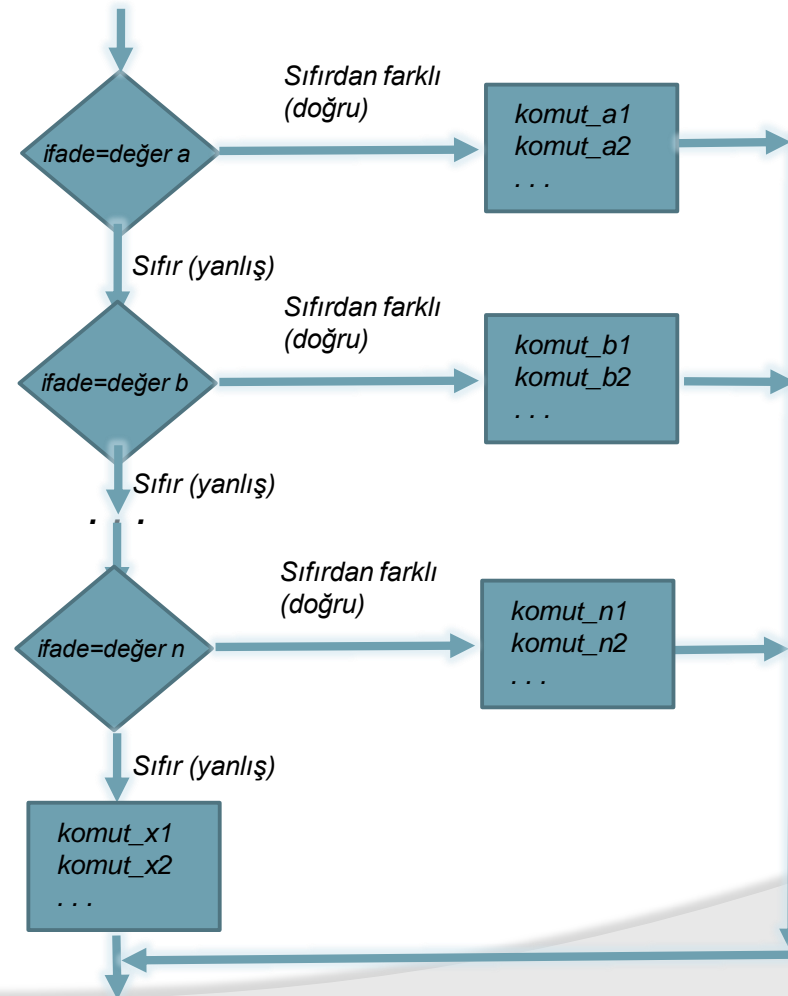 Sıfırdan farklı
(doğru)
ifade=değer a
komut_a1
komut_a2
. . .
Sıfır (yanlış)
Sıfırdan farklı
(doğru)
ifade=değer b
komut_b1
komut_b2
. . .
Sıfır (yanlış)
. . .
Sıfırdan farklı
(doğru)
ifade=değer n
komut_n1
komut_n2
. . .
Sıfır (yanlış)
komut_x1
komut_x2
. . .